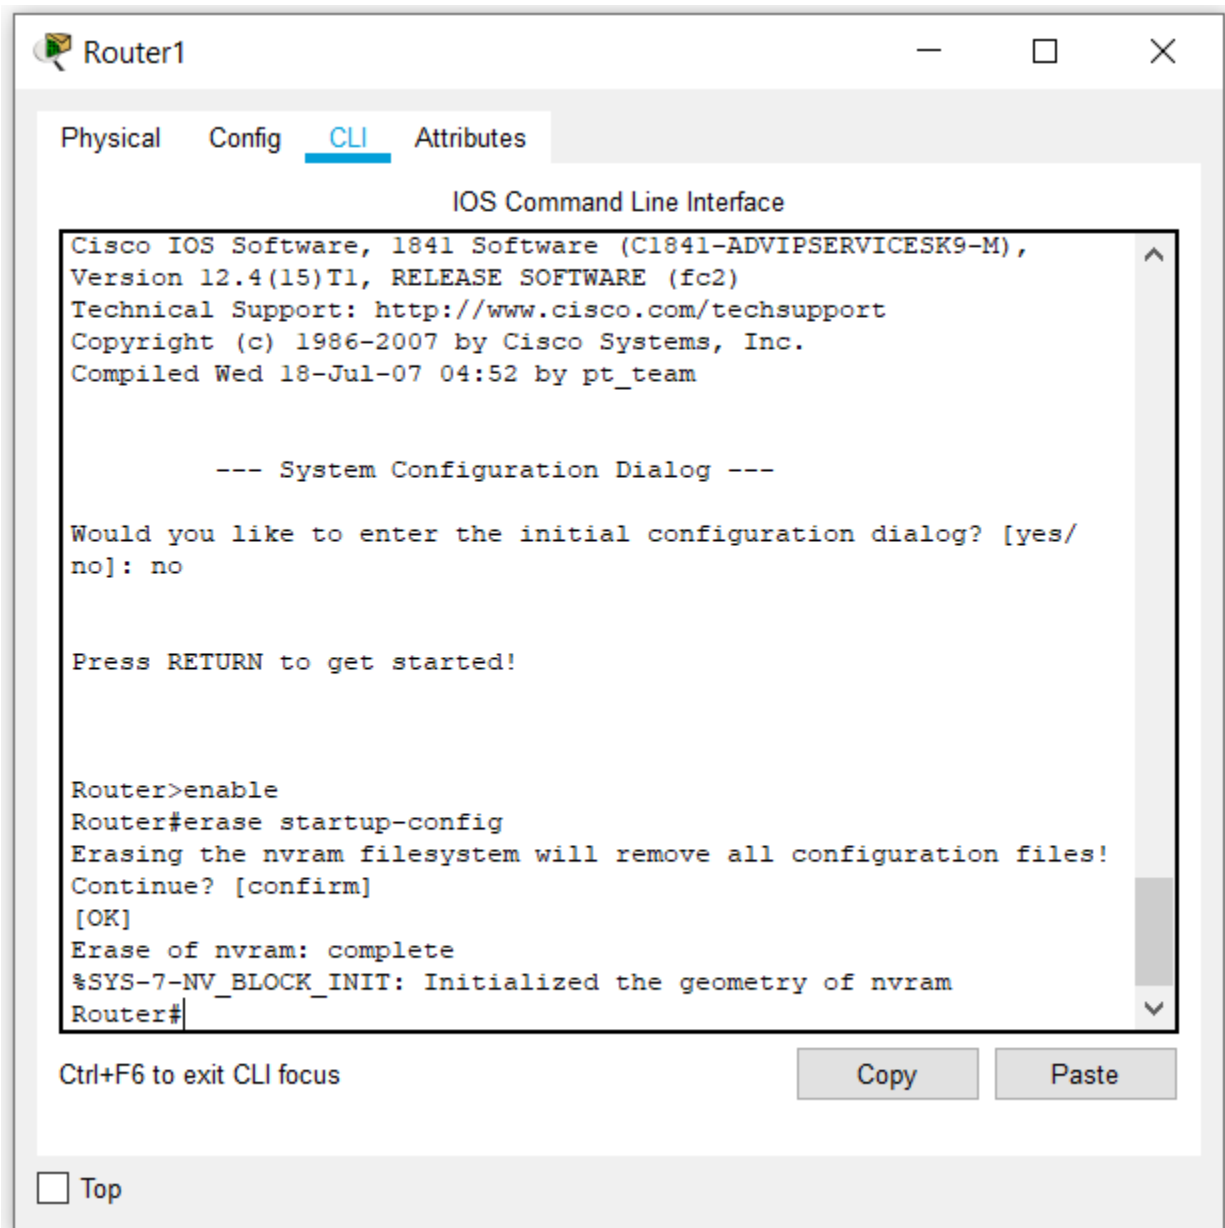 Router1
Physical Config CLI Attributes
IOS Command Line Interface
Cisco IOS Software, 1841 Software (C1841-ADVIPSERVICESK9-M),
Version 12.4(15)T1, RELEASE SOFTWARE (fc2)
Technical Support: http://www.cisco.com/techsupport
Copyright (c) 1986-2007 by Cisco Systems, Inc.
Compiled Wed 18-Jul-07 04:52 by pt_team
--- System Configuration Dialog ---
Would you like to enter the initial configuration dialog? [yes/
no]: no
Press RETURN to get started!
Router>enable
Router#erase startup-config
Erasing the nvram filesystem will remove all configuration files!
Continue? [confirm]
[OK]
Erase of nvram: complete
%SYS-7-NV_BLOCK_INIT: Initialized the geometry of nvram
Router#
Ctrl+F6 to exit CLI focus
Copy
Paste
Top